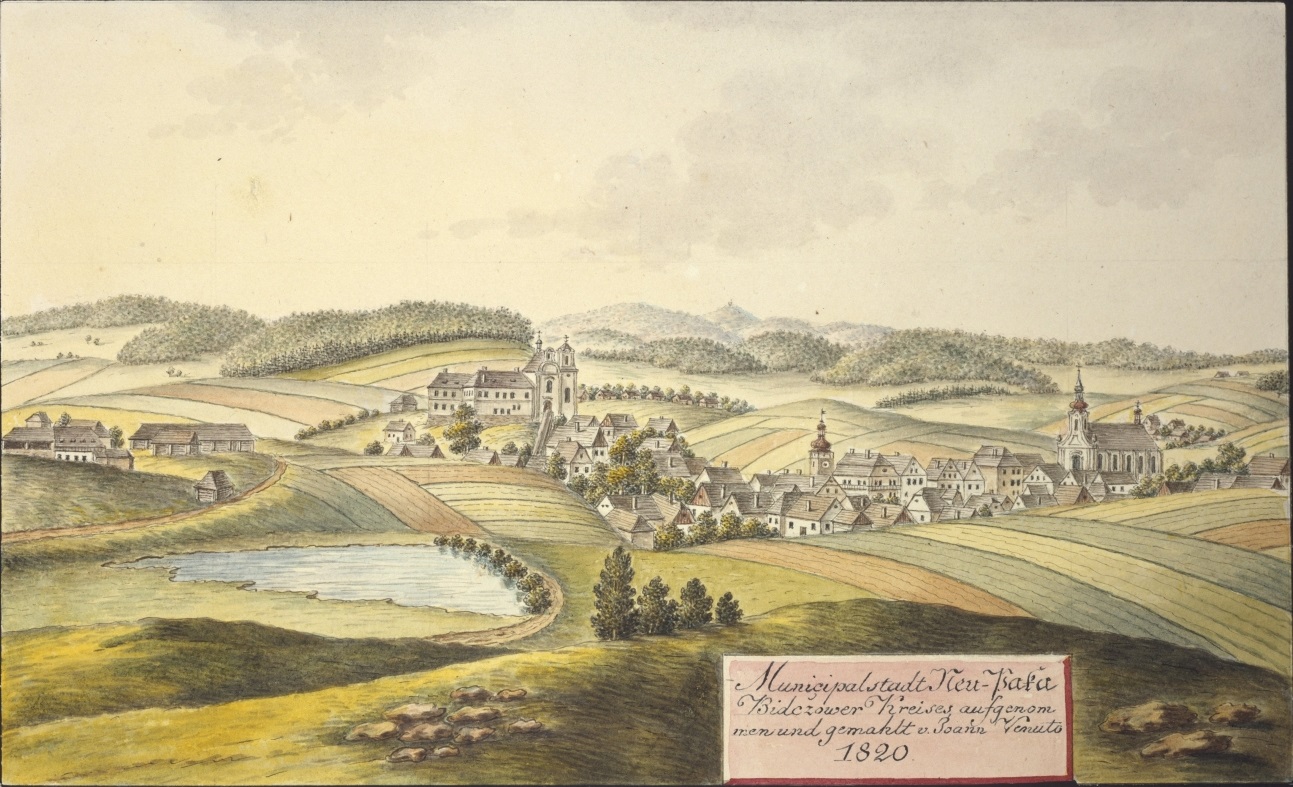 Municipalstadt Neu-Paka
Bidczower Kreises aufgenom
men und gemahlt v. Joann Venuto
1820.